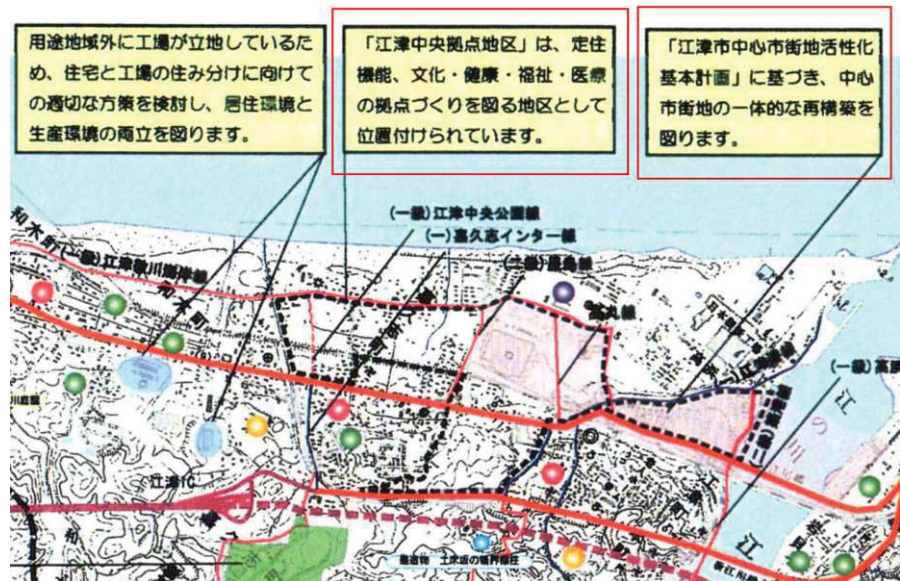 用途地域外に工場が立地しているた
め、住宅と工場の住み分けに向けて
の適切な方策を検討し、居住環境と
生産環境の両立を図ります。
「江津中央拠点地区」は、定住
機能、文化・健康・福祉・医療
の拠点づくりを図る地区として
位置付けられています。
「江津市中心市街地活性化
基本計画」に基づき、中心
市街地の一体的な再構築を
図ります。
(一級)江津中央公園線
(一)嘉久志インター線
和木町
和木町
(一級)
江
の
川
江津IC
江